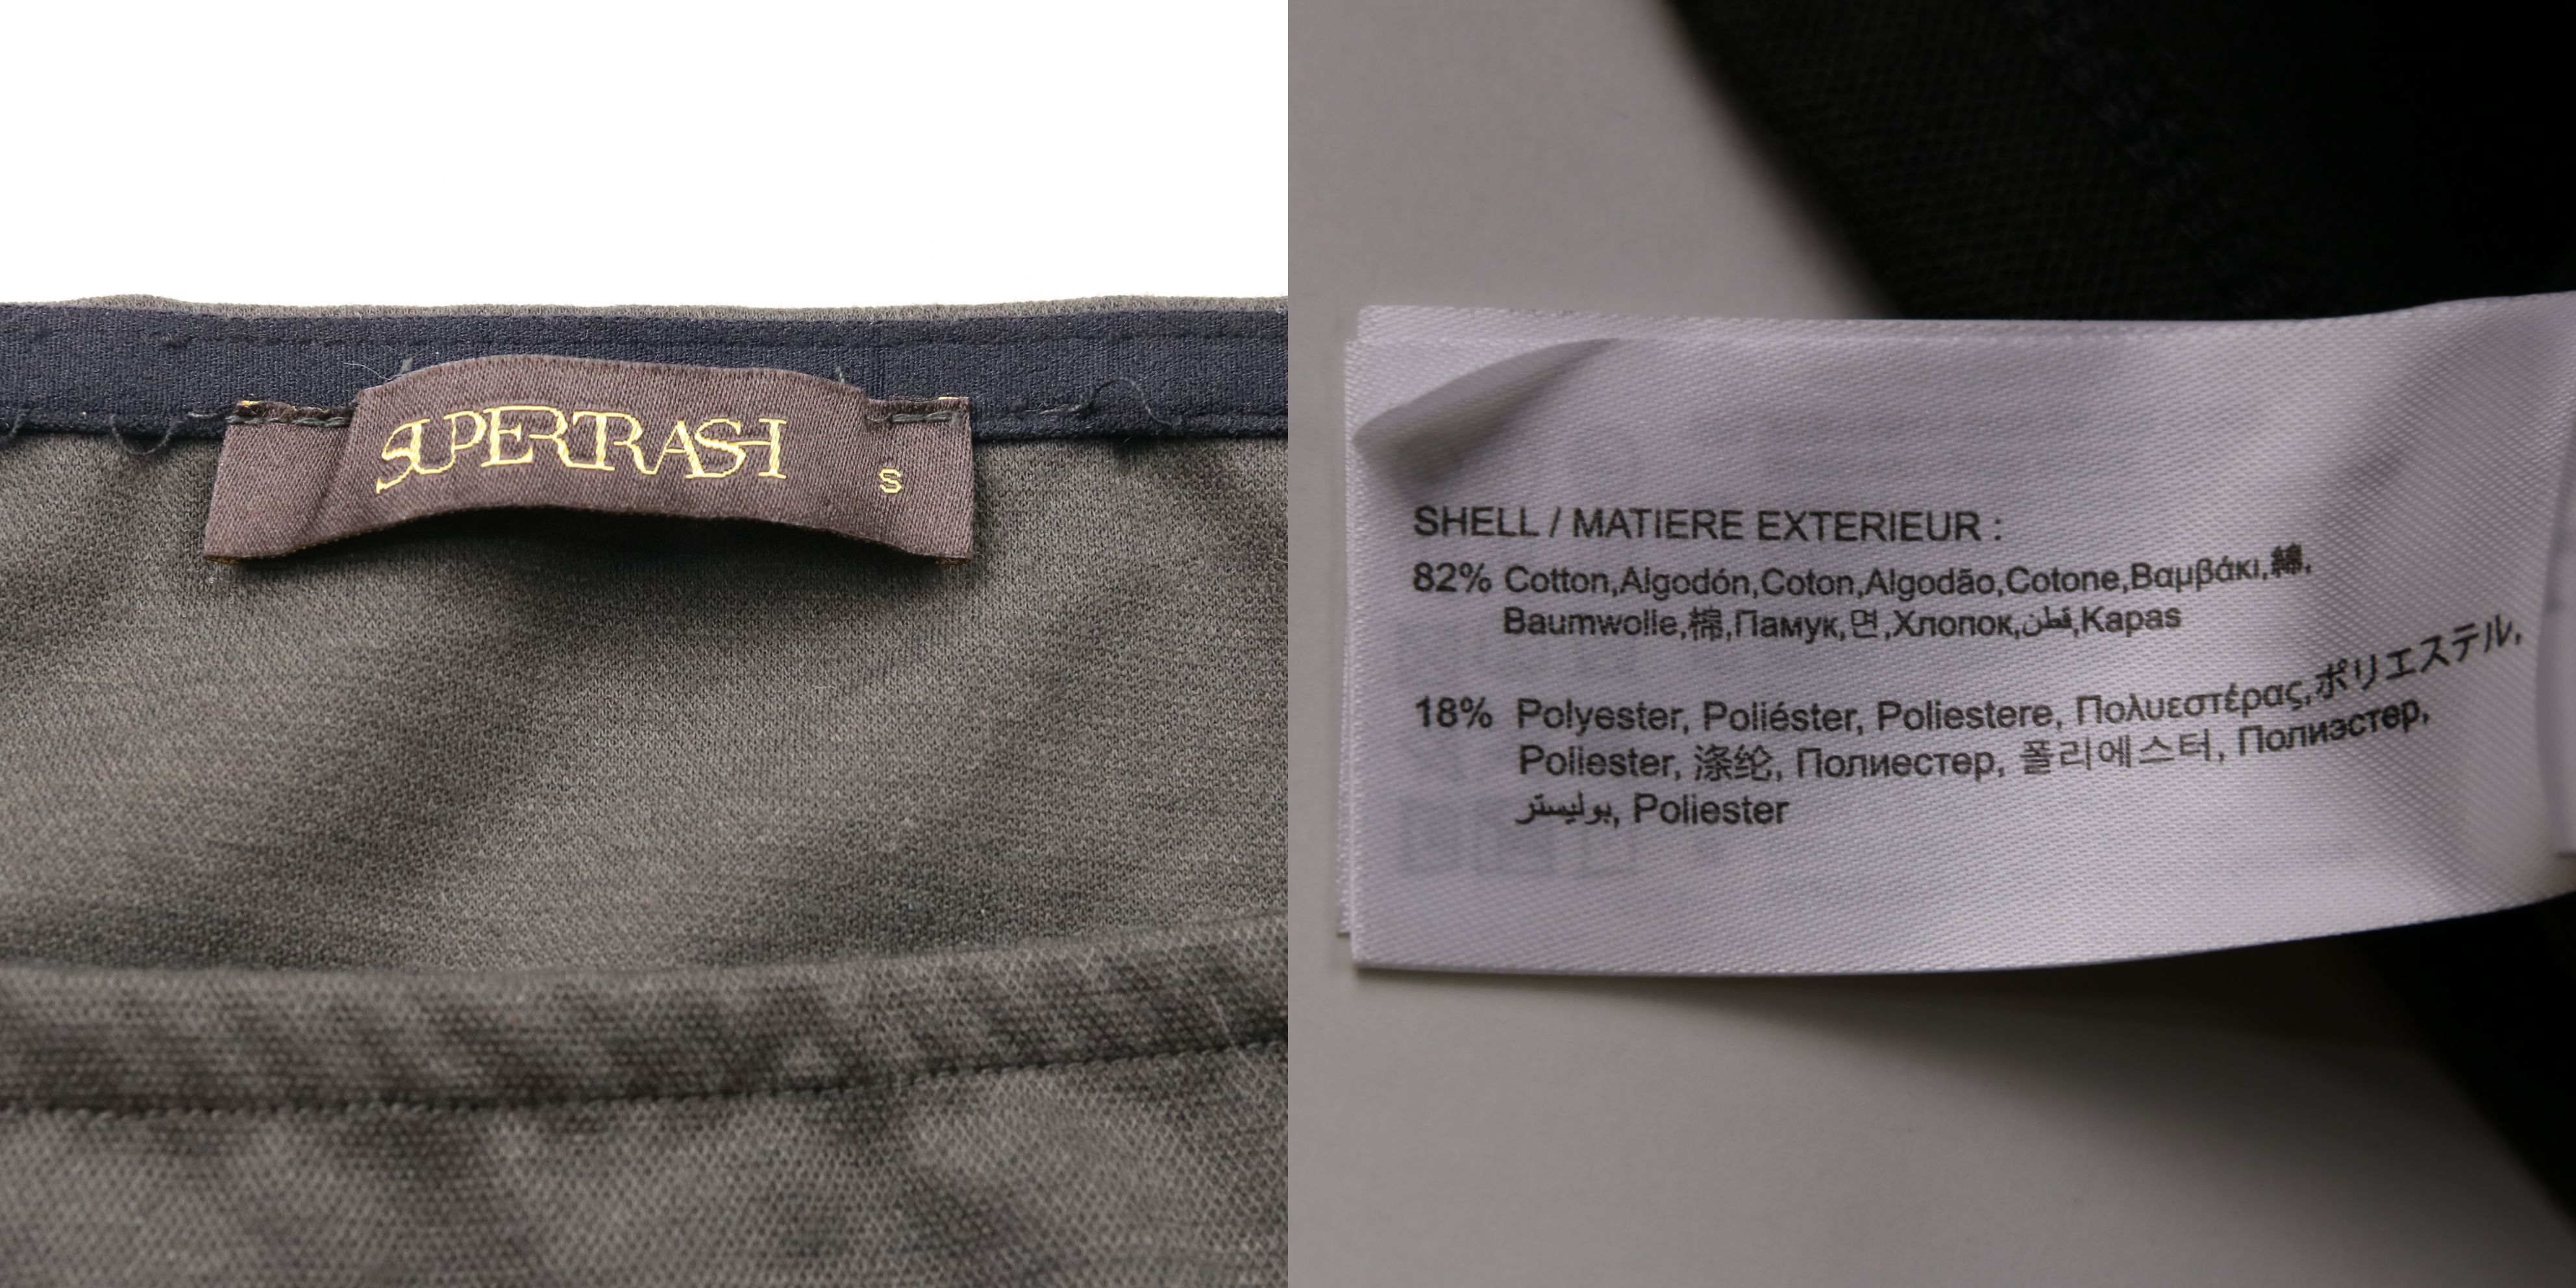 SUPERTRASH
S
SHELL / MATIERE EXTERIEUR :
82% Cotton,Algodón,Coton,Algodão,Cotone,Βαμβάκι,綿,
Baumwolle,棉,Памук,면,Хлопок,قطن,Kapas
18% Polyester, Poliéster, Poliestere, Πολυεστέρας,ポリエステル,
Poliester, 涤纶, Полиестер, 폴리에스터, Полиэстер,
بوليستر, Poliester